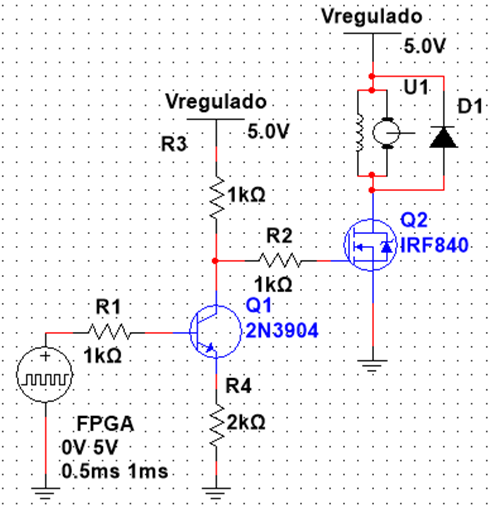 Vregulado
5.0V
U1
D1
Vregulado
5.0V
R3
1kΩ
Q2
IRF840
R2
1kΩ
R1
1kΩ
Q1
2N3904
R4
2kΩ
FPGA
0V 5V
0.5ms 1ms